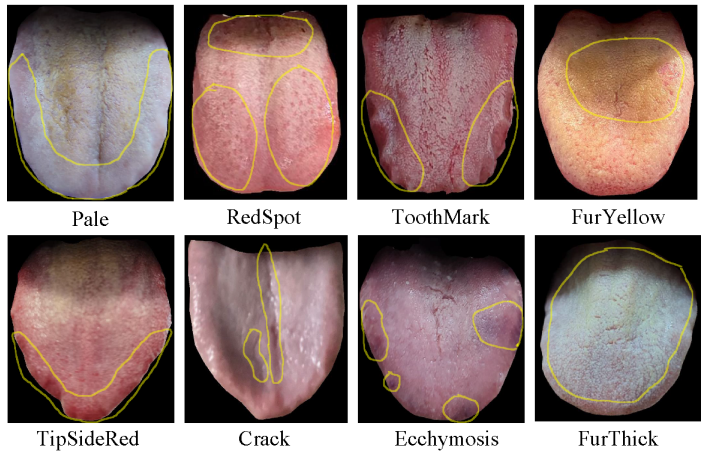 Pale
RedSpot
ToothMark
FurYellow
TipSideRed
Crack
Ecchymosis
FurThick